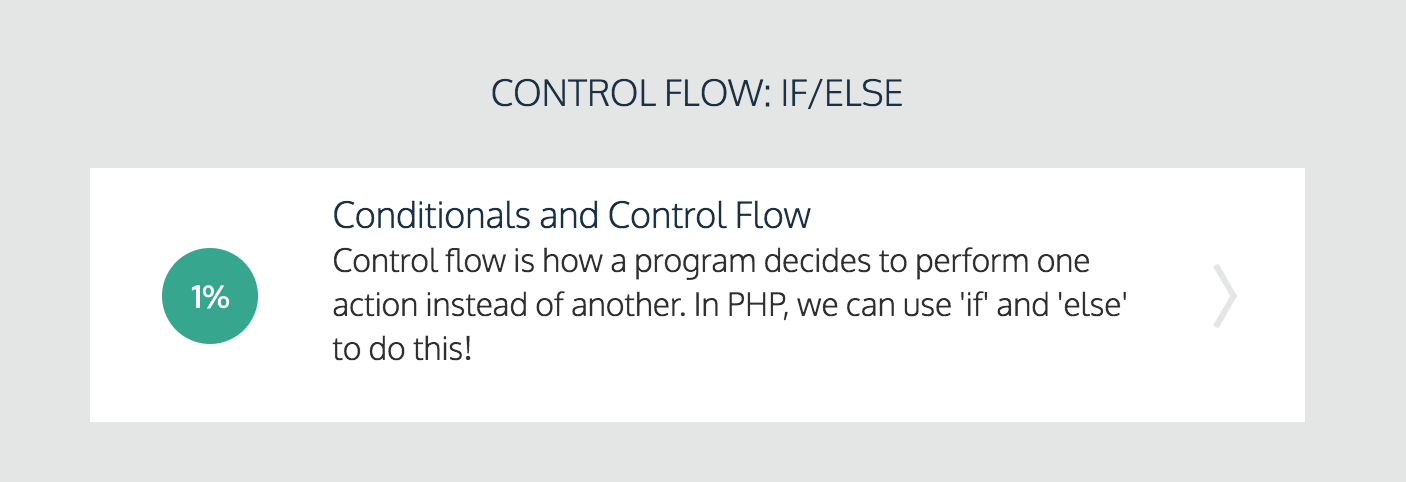 CONTROL FLOW: IF/ELSE
Conditionals and Control Flow
Control flow is how a program decides to perform one
1%
action instead of another. In PHP, we can use 'if' and 'else'
to do this!